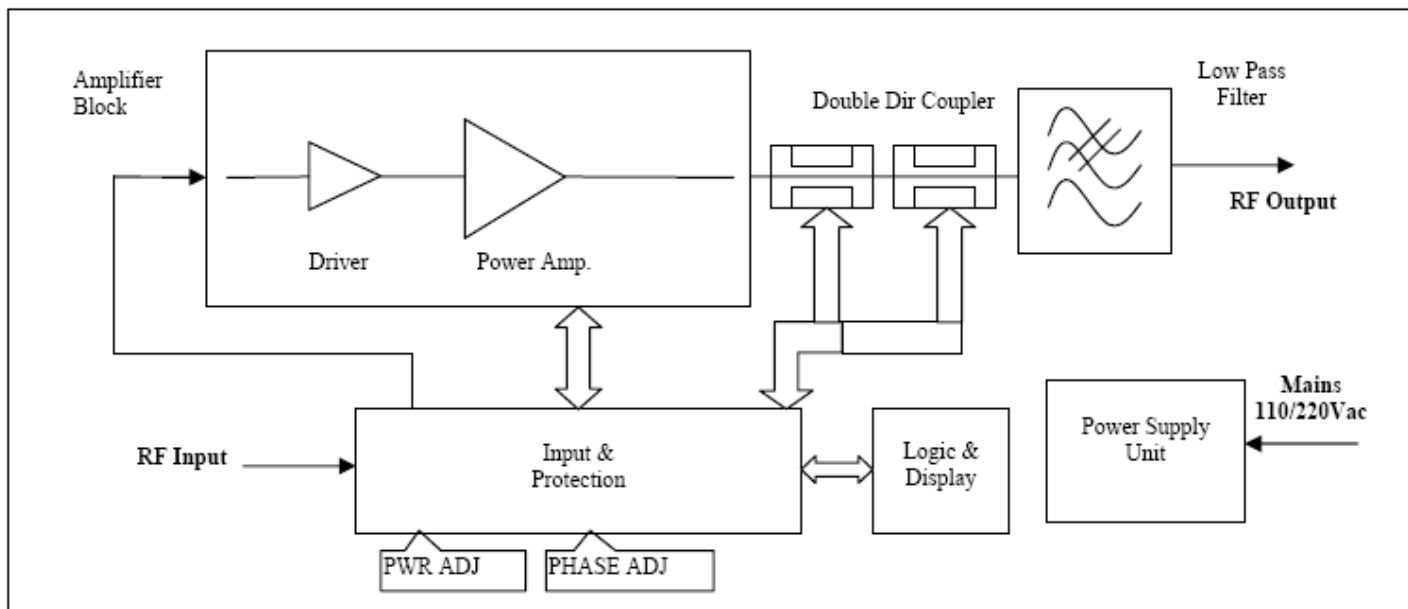 Amplifier
Block
Double Dir Coupler
Low Pass
Filter
Driver
Power Amp.
RF Output
RF Input
Input &
Protection
Logic &
Display
Power Supply
Unit
Mains
110/220Vac
PWR ADJ
PHASE ADJ